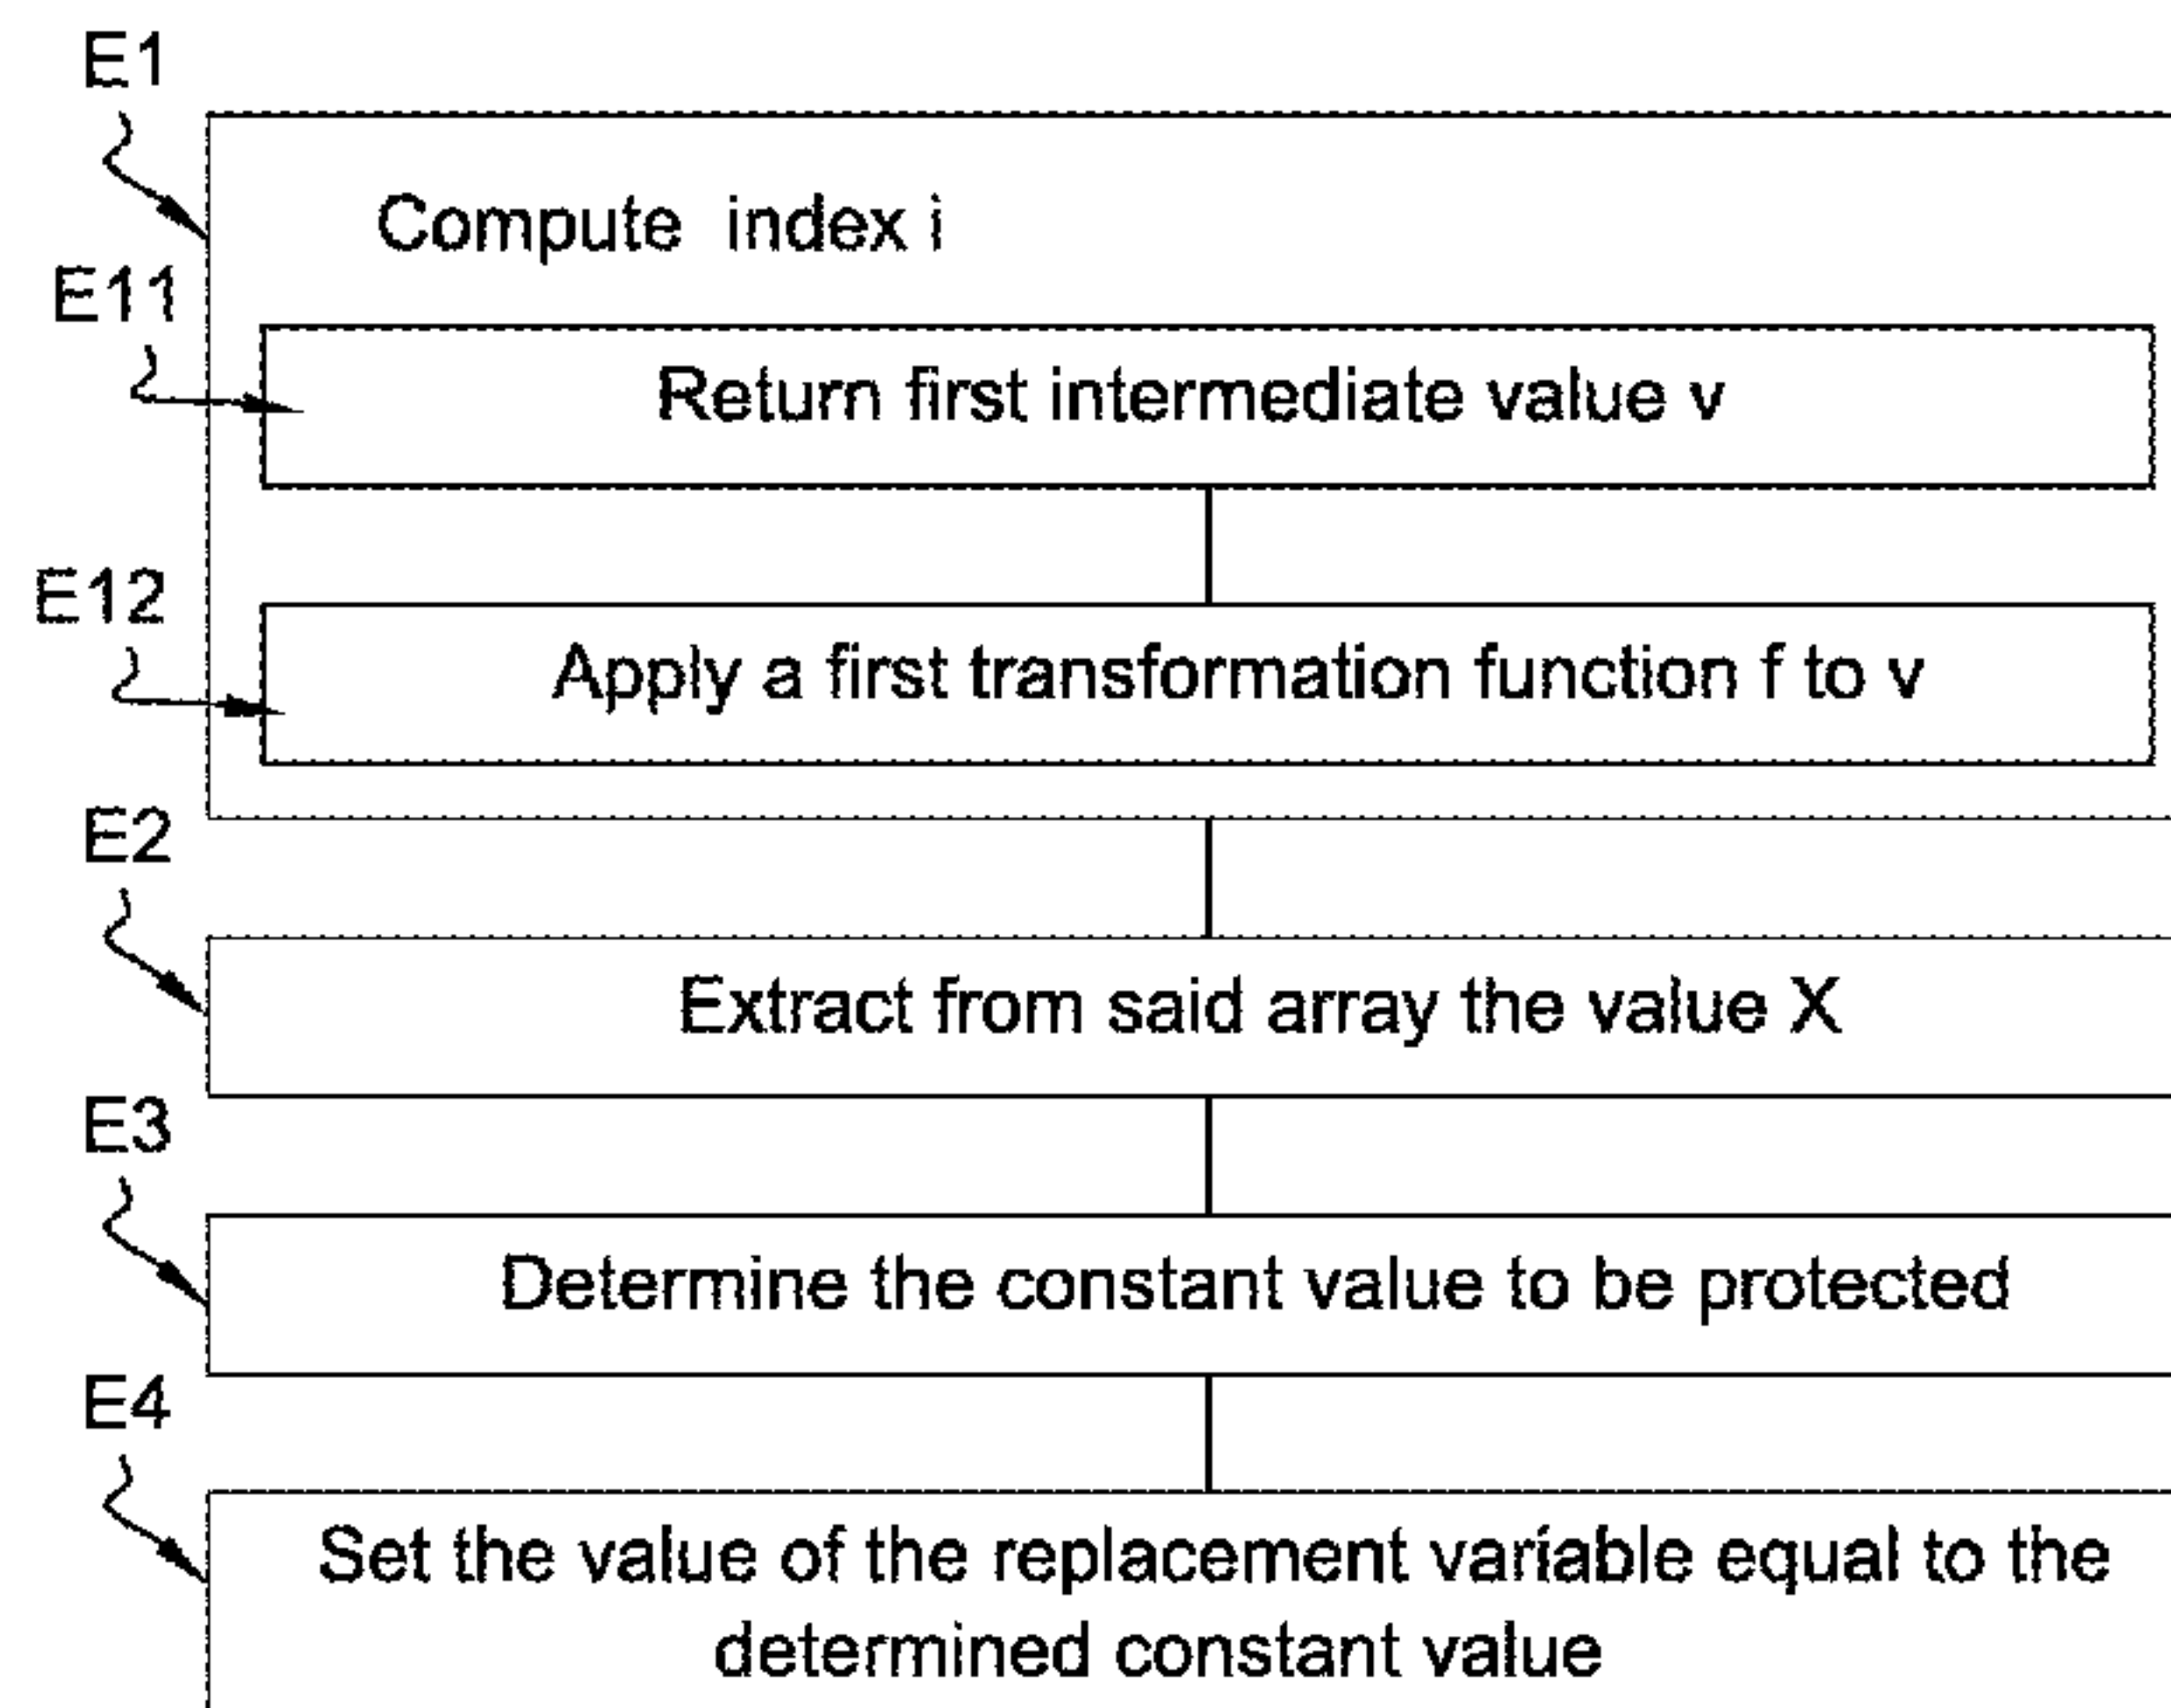 E1
Compute index i
E11
Return first intermediate value v
E12
Apply a first transformation function f to v
E2
Extract from said array the value X
E3
Determine the constant value to be protected
E4
Set the value of the replacement variable equal to the
determined constant value